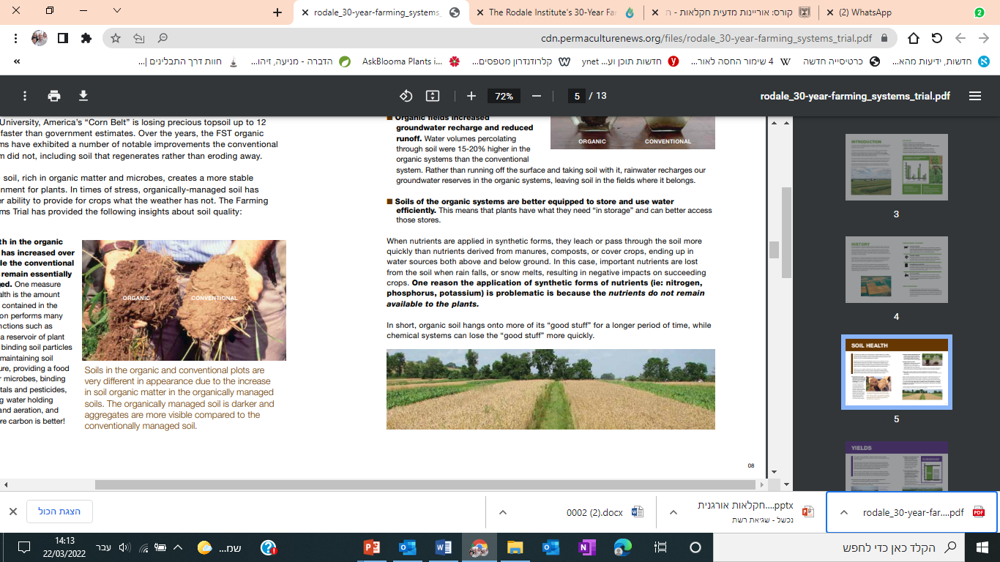 rodale_30-year-farming_systems_
The Rodale Institute's 30-Year Fa
קורס: אוריינות מדעית חקלאות - ת
(2) WhatsApp
2
cdn.permaculturenews.org/files/rodale_30-year-farming_systems_trial.pdf
חדשות, ידיעות מהא...
כרטיסייה חדשה
4 שימור החסה לאור...
חדשות תוכן וע... ynet
קלרודנדרון מטפסים...
AskBlooma Plants i...
הדברה - מניעה, זיהו...
חוות דרך התבלינים |...
72%
5 / 13
rodale_30-year-farming_systems_trial.pdf
University, America's “Corn Belt” is losing precious topsoil up to 12
faster than government estimates. Over the years, the FST organic
ms have exhibited a number of notable improvements the conventional
m did not, including soil that regenerates rather than eroding away.
soil, rich in organic matter and microbes, creates a more stable
nment for plants. In times of stress, organically-managed soil has
er ability to provide for crops what the weather has not. The Farming
ms Trial has provided the following insights about soil quality:
th in the organic
has increased over
le the conventional
remain essentially
ged. One measure
alth is the amount
contained in the
on performs many
nctions such as
a reservoir of plant
binding soil particles
maintaining soil
ure, providing a food
r microbes, binding
tals and pesticides,
g water holding
and aeration, and
re carbon is better!
ORGANIC
CONVENTIONAL
Soils in the organic and conventional plots are
very different in appearance due to the increase
in soil organic matter in the organically managed
soils. The organically managed soil is darker and
aggregates are more visible compared to the
conventionally managed soil.
■ Organic fields increased
groundwater recharge and reduced
runoff. Water volumes percolating
through soil were 15-20% higher in the
organic systems than the conventional
system. Rather than running off the surface and taking soil with it, rainwater recharges our
groundwater reserves in the organic systems, leaving soil in the fields where it belongs.
ORGANIC
CONVENTIONAL
■ Soils of the organic systems are better equipped to store and use water
efficiently. This means that plants have what they need “in storage” and can better access
those stores.
When nutrients are applied in synthetic forms, they leach or pass through the soil more
quickly than nutrients derived from manures, composts, or cover crops, ending up in
water sources both above and below ground. In this case, important nutrients are lost
from the soil when rain falls, or snow melts, resulting in negative impacts on succeeding
crops. One reason the application of synthetic forms of nutrients (ie: nitrogen,
phosphorus, potassium) is problematic is because the nutrients do not remain
available to the plants.
In short, organic soil hangs onto more of its “good stuff” for a longer period of time, while
chemical systems can lose the “good stuff” more quickly.
08
INTRODUCTION
3
HISTORY
4
SOIL HEALTH
5
YIELDS
הצגת הכול
0002 (2).docx
חקלאות אורגנית....pptx
נכשל - שגיאת רשת
rodale_30-year-far....pdf
PDF
14:13
22/03/2022
עבר
שמ...
הקלד כאן כדי לחפש